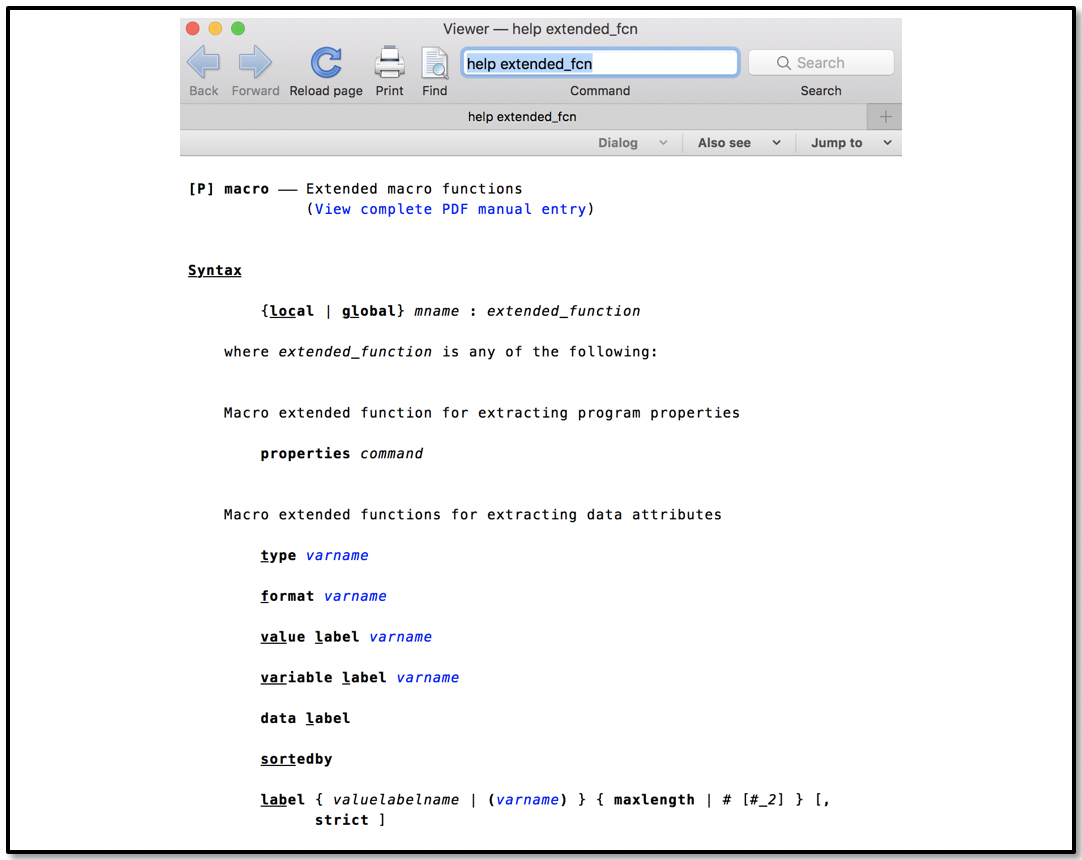 Viewer — help extended_fcn
help extended_fcn
Search
Back Forward Reload page Print Find Command Search
help extended_fcn +
Dialog Also see Jump to
[P] macro — Extended macro functions
(View complete PDF manual entry)
Syntax
{local | global} mname : extended_function
where extended_function is any of the following:
Macro extended function for extracting program properties
properties command
Macro extended functions for extracting data attributes
type varname
format varname
value label varname
variable label varname
data label
sortedby
label { valuelabelname | (varname) } { maxlength | # [#_2] } [,
strict ]